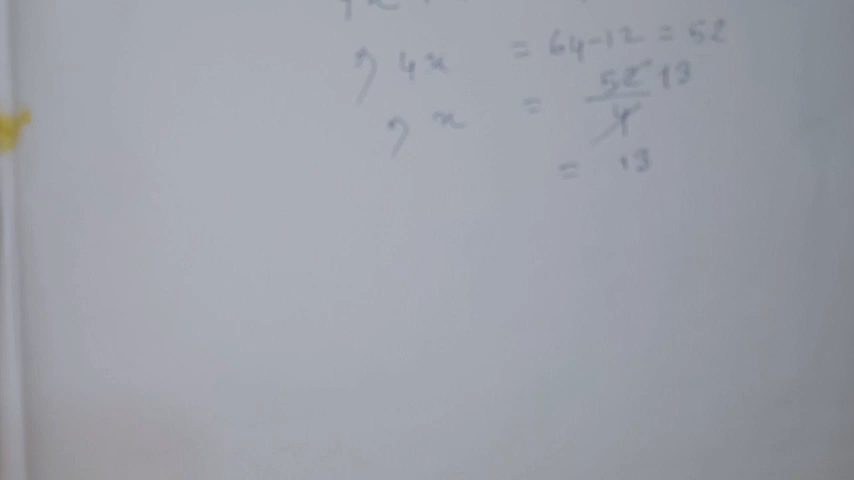 ⇒ 4x = 64-12 = 52
⇒ x = 52/4 13
= 13